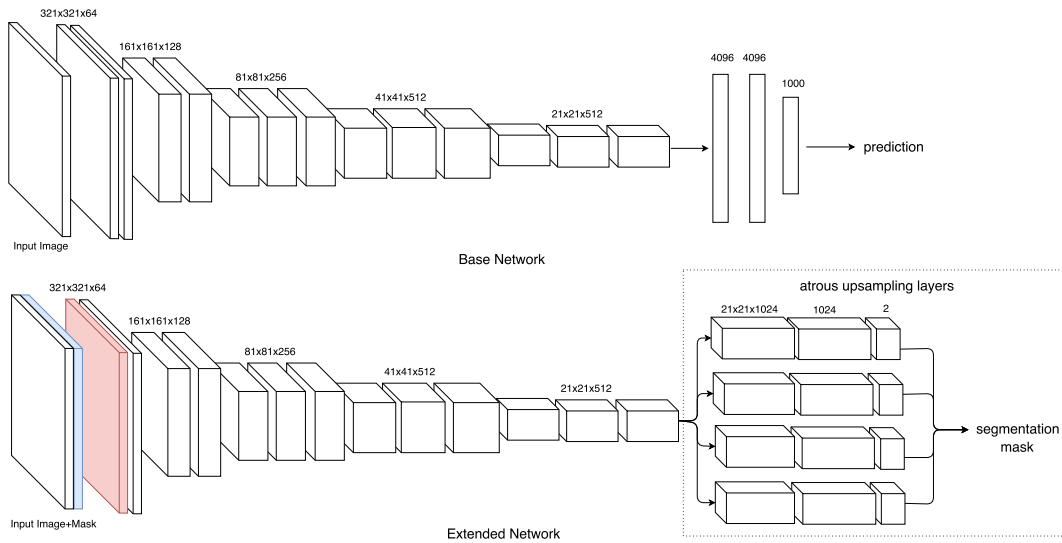 321x321x64
161x161x128
81x81x256
41x41x512
21x21x512
4096
4096
1000
prediction
Input Image
Base Network
321x321x64
161x161x128
81x81x256
41x41x512
21x21x512
atrous upsampling layers
21x21x1024
1024
2
segmentation
mask
Input Image+Mask
Extended Network